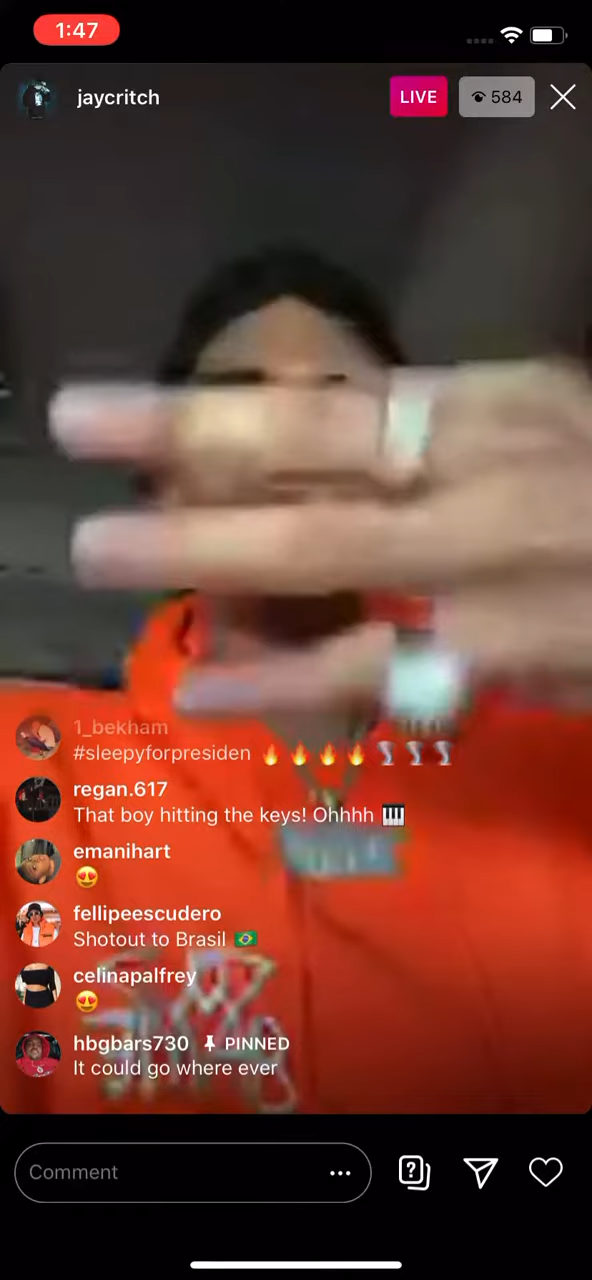 1:47
jaycritch
LIVE
584
1_bekham
#sleepyforpresiden 🔥🔥🔥🔥🌪️🌪️🌪️
regan.617
That boy hitting the keys! Ohhhh 🎹
emanihart
😍
fellipeescudero
Shotout to Brasil 🇧🇷
celinapalfrey
😍
hbgbars730 PINNED
It could go where ever
Comment